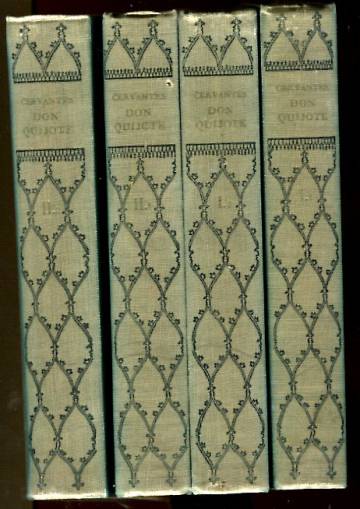 CERVANTES
DON
QUIJOTE
II.
CERVANTES
DON
QUIJOTE
II.
CERVANTES
DON
QUIJOTE
I.
CERVANTES
DON
QUIJOTE